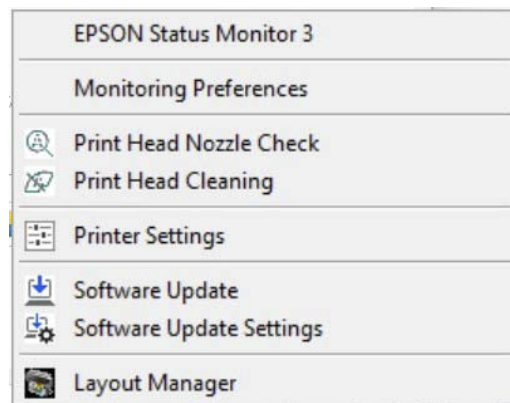 EPSON Status Monitor 3
Monitoring Preferences
Print Head Nozzle Check
Print Head Cleaning
Printer Settings
Software Update
Software Update Settings
Layout Manager